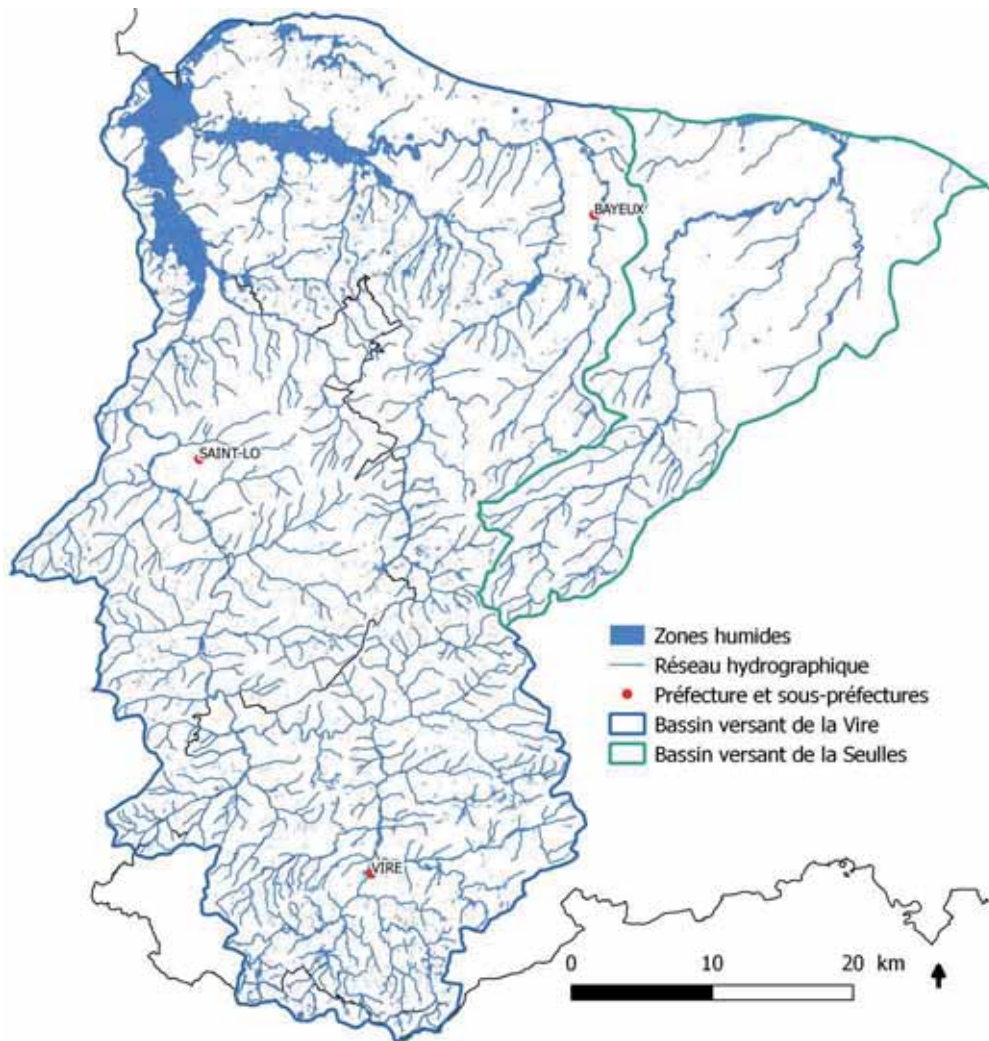 BAYEUX
SAINT-LO
Zones humides
Réseau hydrographique
Préfecture et sous-préfectures
Bassin versant de la Vire
Bassin versant de la Seulles
VIRE
0 10 20 km